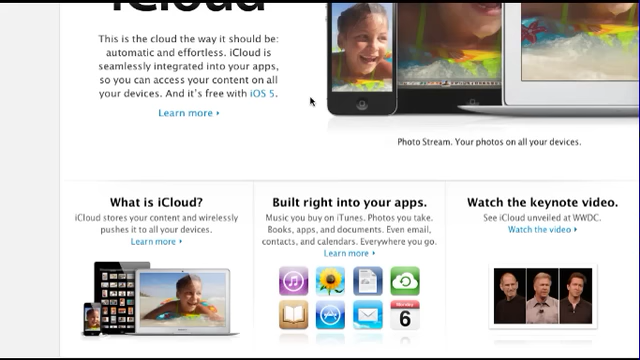 iCloud
This is the cloud the way it should be:
automatic and effortless. iCloud is
seamlessly integrated into your apps,
so you can access your content on all
your devices. And it's free with iOS 5.
Learn more
Photo Stream. Your photos on all your devices.
What is iCloud?
iCloud stores your content and wirelessly
pushes it to all your devices.
Learn more
Built right into your apps.
Music you buy on iTunes. Photos you take.
Books, apps, and documents. Even email,
contacts, and calendars. Everywhere you go.
Learn more
Monday
6
Watch the keynote video.
See iCloud unveiled at WWDC.
Watch the video